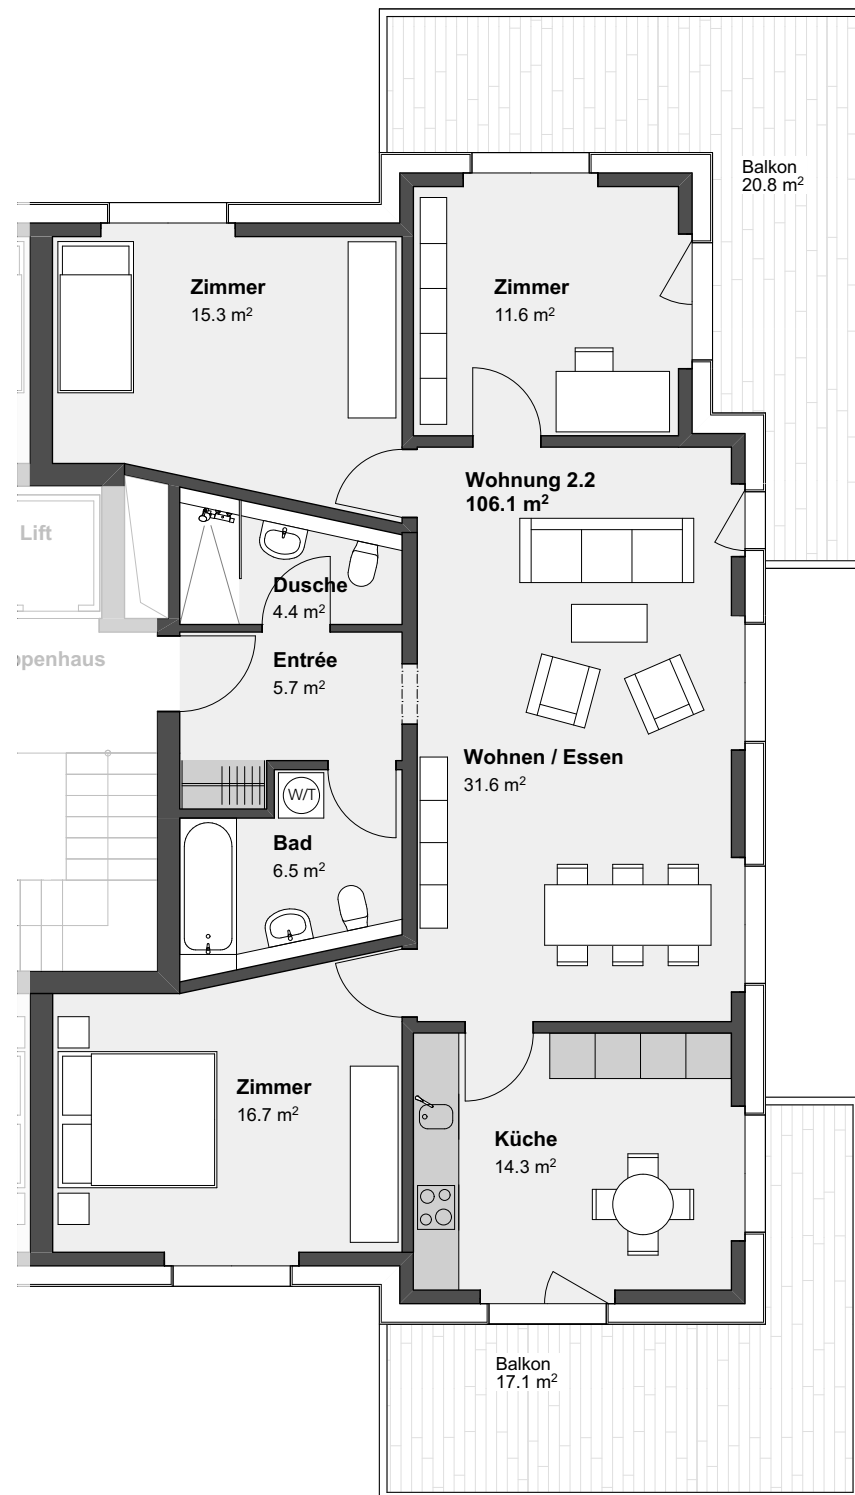 Balkon
20.8 m²
Zimmer
15.3 m²
Zimmer
11.6 m²
Wohnung 2.2
106.1 m²
Lift
Dusche
4.4 m²
ppenhaus
Entrée
5.7 m²
Wohnen / Essen
31.6 m²
W/T
Bad
6.5 m²
Zimmer
16.7 m²
Küche
14.3 m²
Balkon
17.1 m²